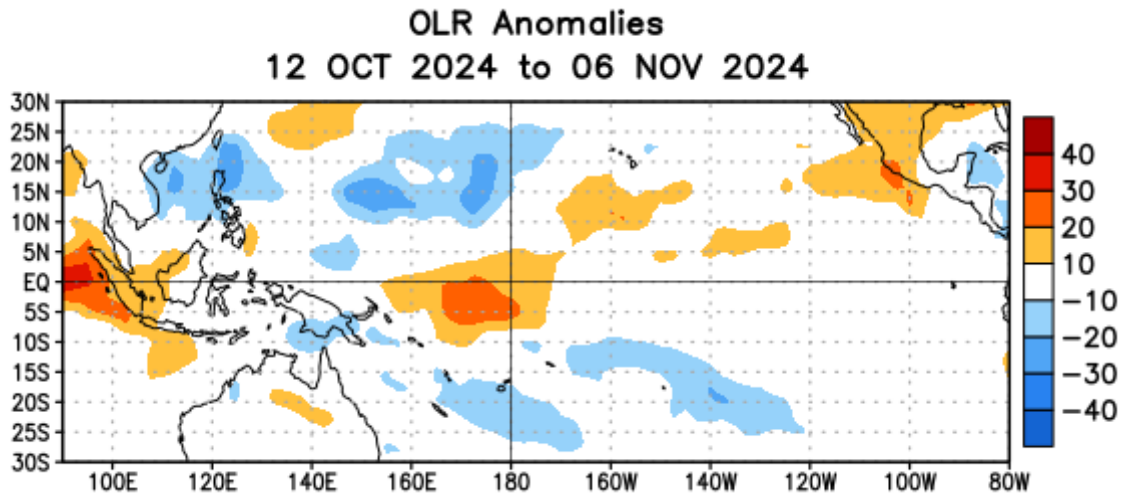 OLR Anomalies
12 OCT 2024 to 06 NOV 2024
30N
25N
20N
15N
10N
5N
EQ
5S
10S
15S
20S
25S
30S
100E 120E 140E 160E 180 160W 140W 120W 100W 80W
40
30
20
10
-10
-20
-30
-40